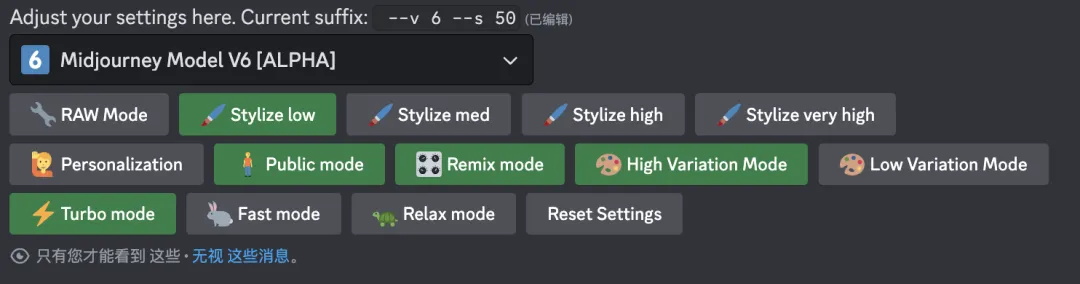 Adjust your settings here. Current suffix: --v 6 --s 50 (已编辑)
6 Midjourney Model V6 [ALPHA]
RAW Mode Stylize low Stylize med Stylize high Stylize very high
Personalization Public mode Remix mode High Variation Mode Low Variation Mode
Turbo mode Fast mode Relax mode Reset Settings
只有您才能看到 这些 • 无视 这些消息。